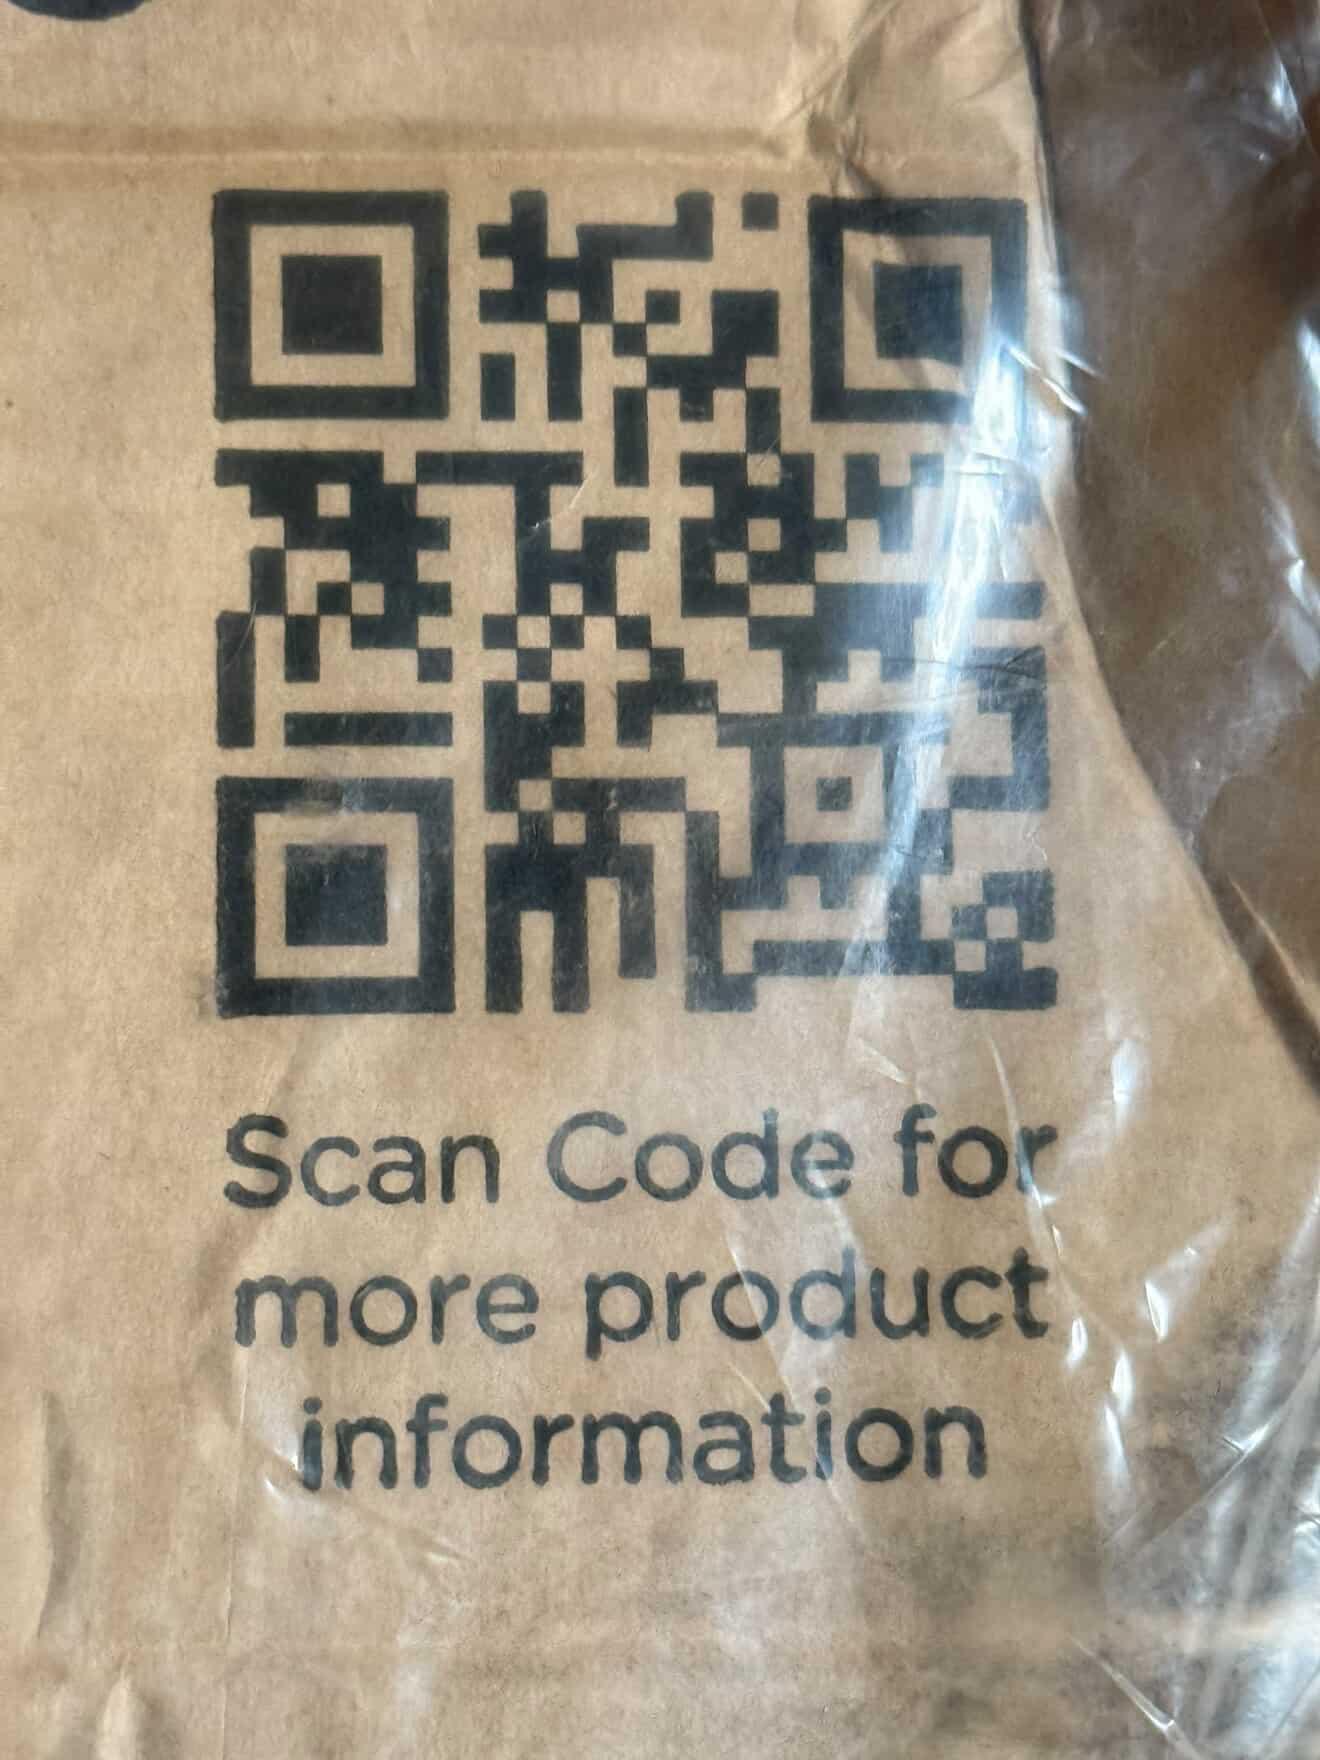 Scan Code for
more product
information